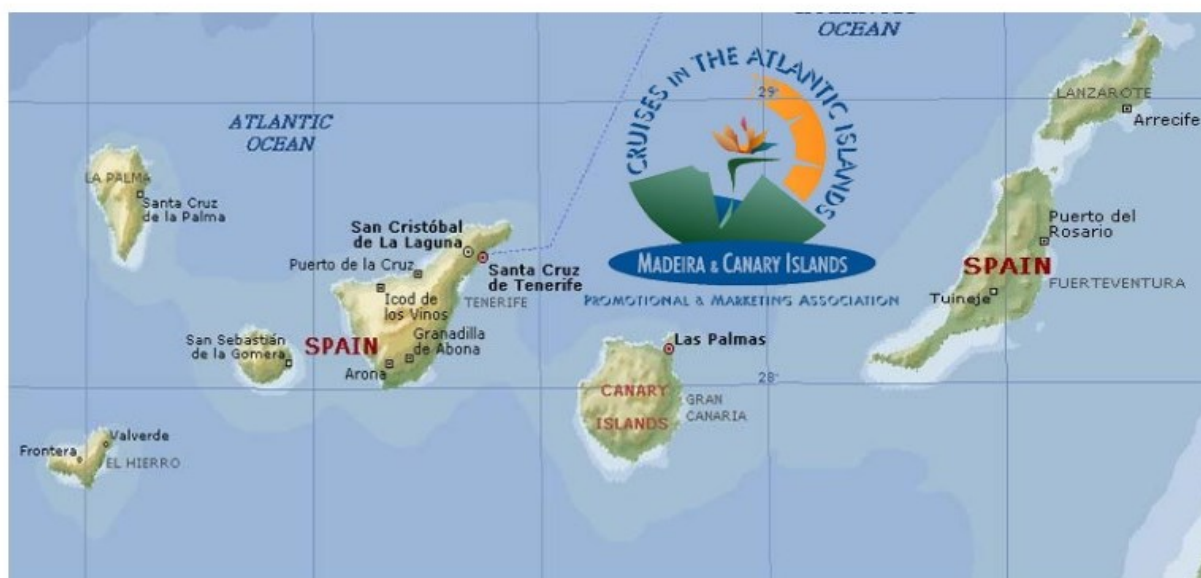 OCEAN
ATLANTIC
OCEAN
CRUISES IN THE ATLANTIC ISLANDS
29°
LANZAROTE
Arrecife
LA PALMA
Santa Cruz
de la Palma
San Cristóbal
de La Laguna
Puerto de la Cruz
Santa Cruz
de Tenerife
TENERIFE
Icod de
los Vinos
MADEIRA & CANARY ISLANDS
PROMOTIONAL & MARKETING ASSOCIATION
Puerto del
Rosario
SPAIN
FUERTEVENTURA
Tuineje
San Sebastián
de la Gomera
SPAIN
Granadilla
de Abona
Arona
Las Palmas
28°
CANARY
ISLANDS
GRAN
CANARIA
Valverde
Frontera
EL HIERRO